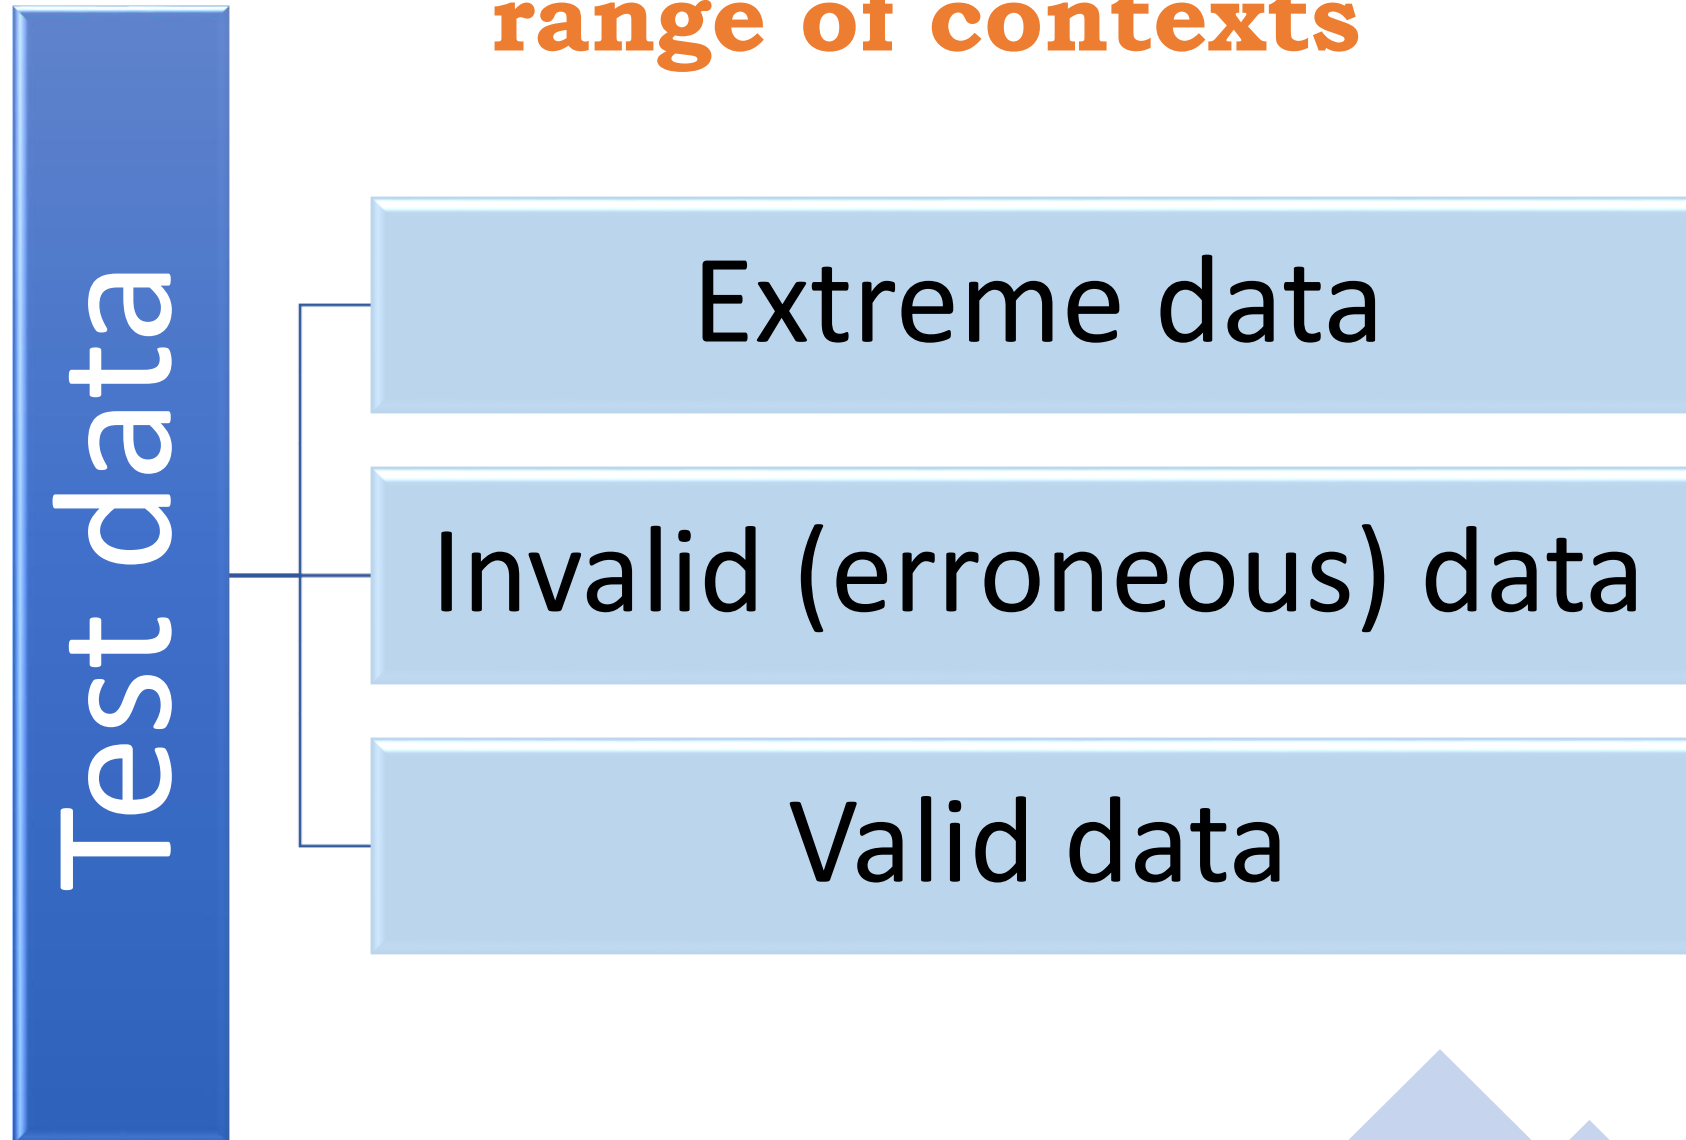 range of contexts
Test data
Extreme data
Invalid (erroneous) data
Valid data